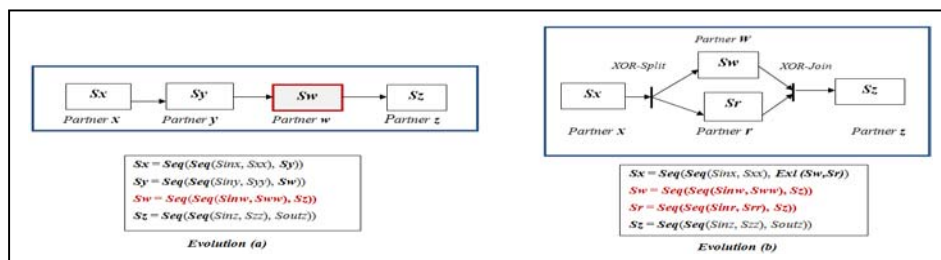 Sx
Sy
Sw
Sz
Partner x
Partner y
Partner w
Partner z
Sx = Seq(Seq(Sinx, Sxx), Sy))
Sy = Seq(Seq(Siny, Syy), Sw))
Sw = Seq(Seq(Sinw, Sww), Sz))
Sz = Seq(Seq(Sinz, Szz), Soutz))
Evolution (a)
Partner W
XOR-Split
Sw
XOR-Join
Sx
Sz
Sr
Partner x
Partner r
Partner z
Sx = Seq(Seq(Sinx, Sxx), Exl (Sw,Sr))
Sw = Seq(Seq(Sinw, Sww), Sz))
Sr = Seq(Seq(Sinr, Srr), Sz))
Sz = Seq(Seq(Sinz, Szz), Soutz))
Evolution (b)